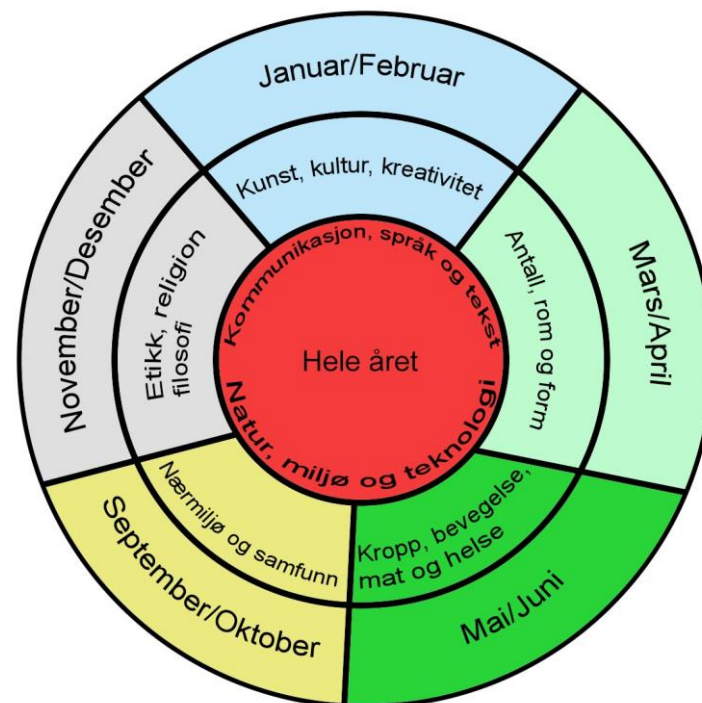 Januar/Februar
Kunst, kultur, kreativitet
Mars/April
Antall, rom og form
Mai/Juni
Kropp, bevegelse,
mat og helse
September/Oktober
Nærmiljø og samfunn
November/Desember
Etikk, religion
filosofi
Kommunikasjon, språk og tekst
Hele året
Natur, miljø og teknologi